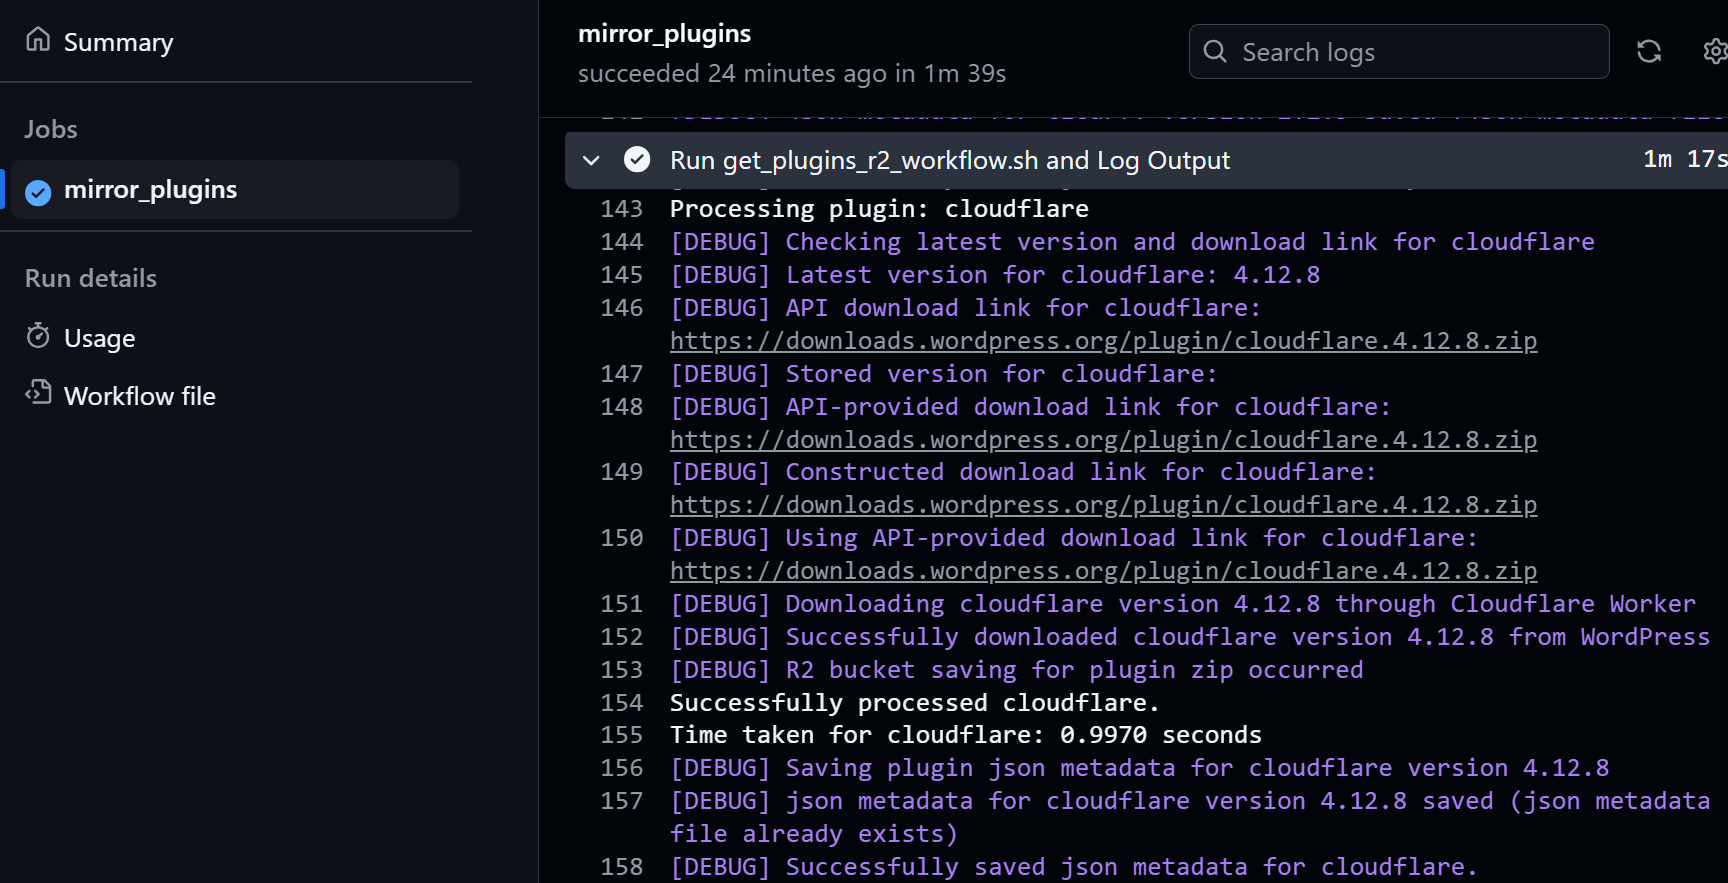 Summary
Jobs
mirror_plugins
Run details
Usage
Workflow file
mirror_plugins
succeeded 24 minutes ago in 1m 39s
Search logs
Run get_plugins_r2_workflow.sh and Log Output
1m 17s
143 Processing plugin: cloudflare
144 [DEBUG] Checking latest version and download link for cloudflare
145 [DEBUG] Latest version for cloudflare: 4.12.8
146 [DEBUG] API download link for cloudflare:
https://downloads.wordpress.org/plugin/cloudflare.4.12.8.zip
147 [DEBUG] Stored version for cloudflare:
148 [DEBUG] API-provided download link for cloudflare:
https://downloads.wordpress.org/plugin/cloudflare.4.12.8.zip
149 [DEBUG] Constructed download link for cloudflare:
https://downloads.wordpress.org/plugin/cloudflare.4.12.8.zip
150 [DEBUG] Using API-provided download link for cloudflare:
https://downloads.wordpress.org/plugin/cloudflare.4.12.8.zip
151 [DEBUG] Downloading cloudflare version 4.12.8 through Cloudflare Worker
152 [DEBUG] Successfully downloaded cloudflare version 4.12.8 from WordPress
153 [DEBUG] R2 bucket saving for plugin zip occurred
154 Successfully processed cloudflare.
155 Time taken for cloudflare: 0.9970 seconds
156 [DEBUG] Saving plugin json metadata for cloudflare version 4.12.8
157 [DEBUG] json metadata for cloudflare version 4.12.8 saved (json metadata
file already exists)
158 [DEBUG] Successfully saved json metadata for cloudflare.